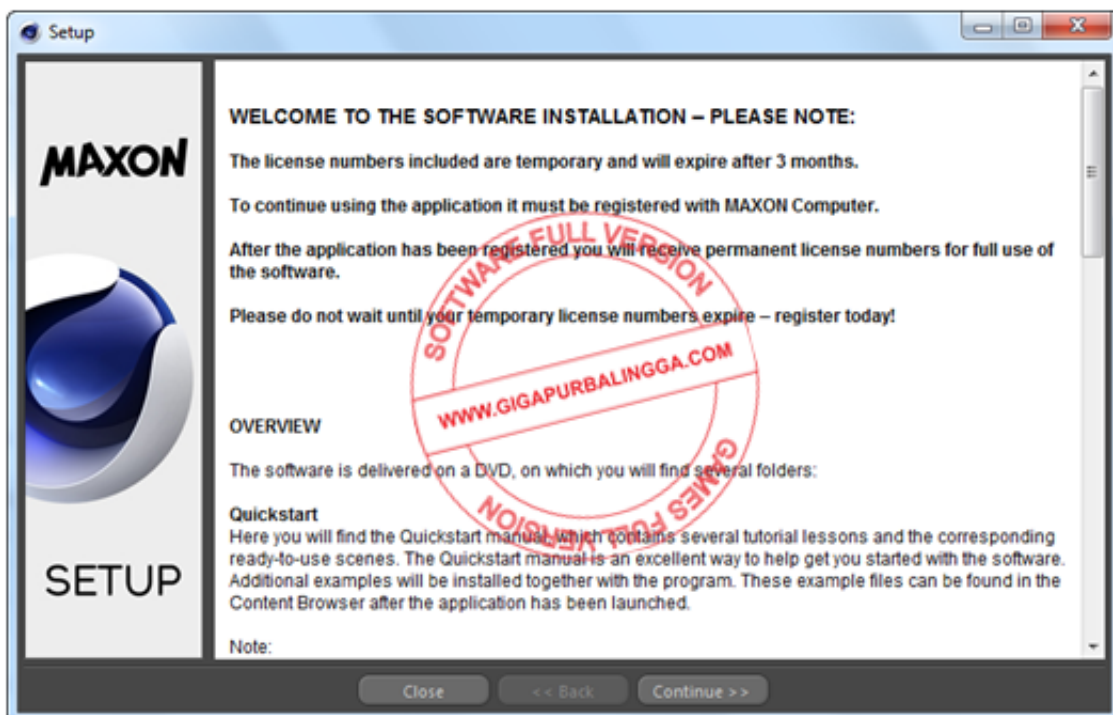 Setup
MAXON
SETUP
WELCOME TO THE SOFTWARE INSTALLATION – PLEASE NOTE:
The license numbers included are temporary and will expire after 3 months.
To continue using the application it must be registered with MAXON Computer.
After the application has been registered you will receive permanent license numbers for full use of
the software.
Please do not wait until your temporary license numbers expire – register today!
SOFTWARE FULL VERSION
WWW.GIGAPURBALINGGA.COM
GAMES FULL VERSION
OVERVIEW
The software is delivered on a DVD, on which you will find several folders:
Quickstart
Here you will find the Quickstart manual, which contains several tutorial lessons and the corresponding
ready-to-use scenes. The Quickstart manual is an excellent way to help get you started with the software.
Additional examples will be installed together with the program. These example files can be found in the
Content Browser after the application has been launched.
Note:
Close
<< Back
Continue >>